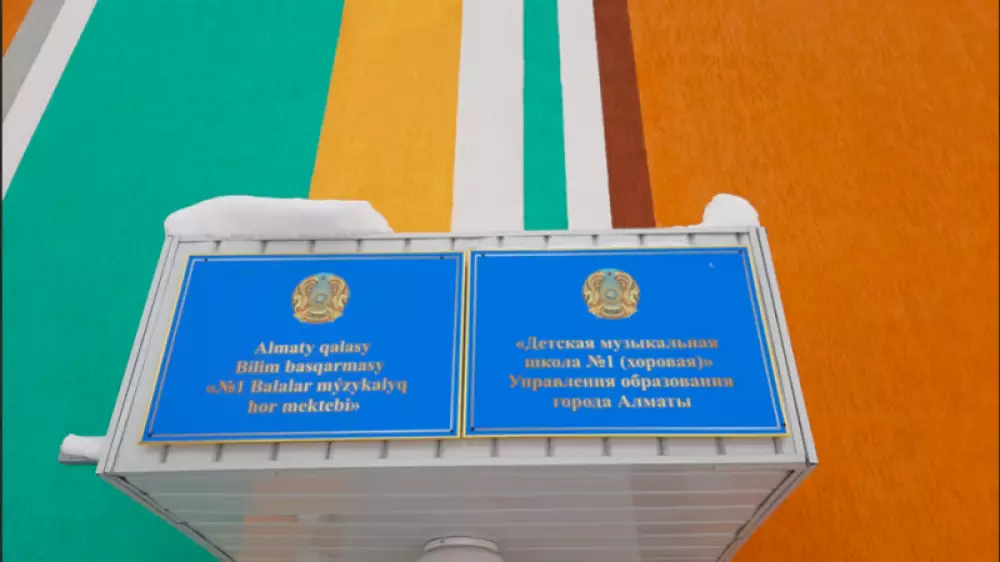 Almaty qalasy
Bilim basqarmasy
«№1 Balalar mýzykalyq
hor mektebi»
«Детская музыкальная
школа №1 (хоровая)»
Управления образования
города Алматы